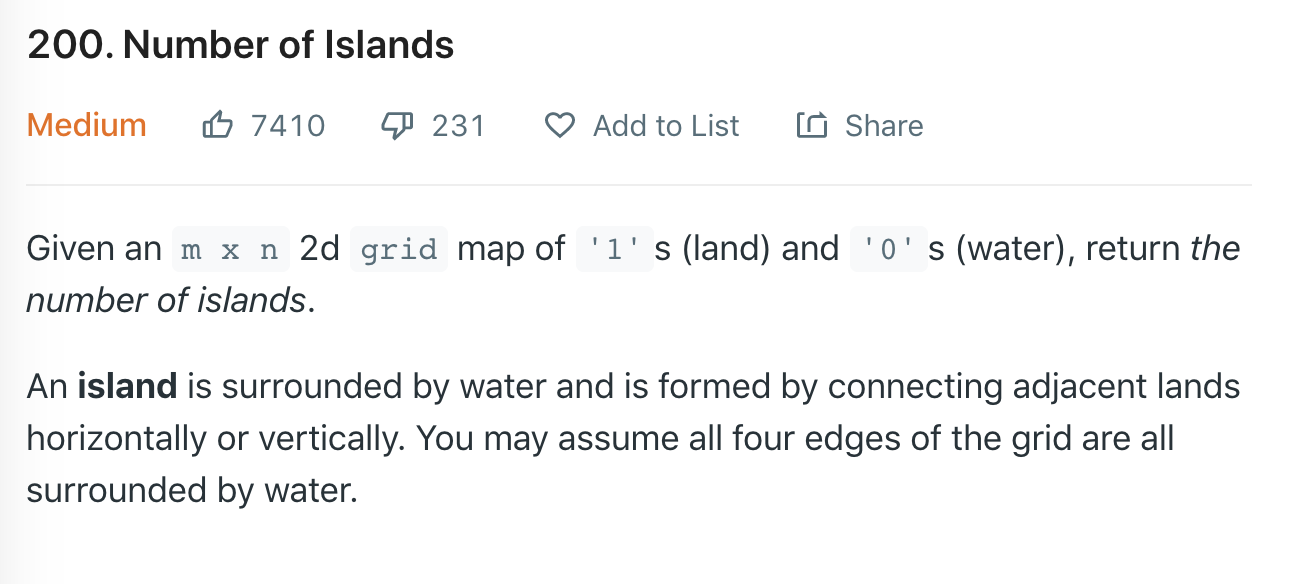 200. Number of Islands
Medium 7410 231 Add to List Share
Given an m x n 2d grid map of '1's (land) and '0's (water), return the
number of islands.
An island is surrounded by water and is formed by connecting adjacent lands
horizontally or vertically. You may assume all four edges of the grid are all
surrounded by water.